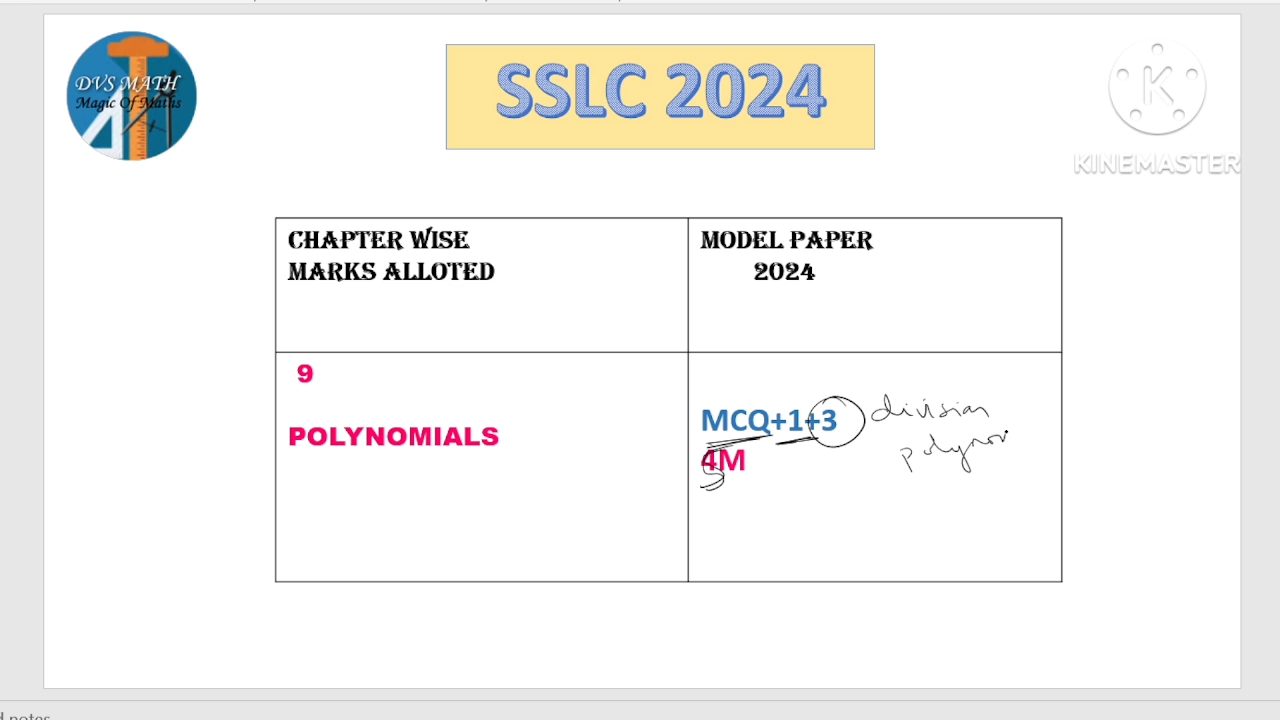 DVS MATH
Magic Of Maths
SSLC 2024
K
KINEMASTER
CHAPTER WISE
MARKS ALLOTED
MODEL PAPER
2024
9
POLYNOMIALS
MCQ+1+3
division
4M
5